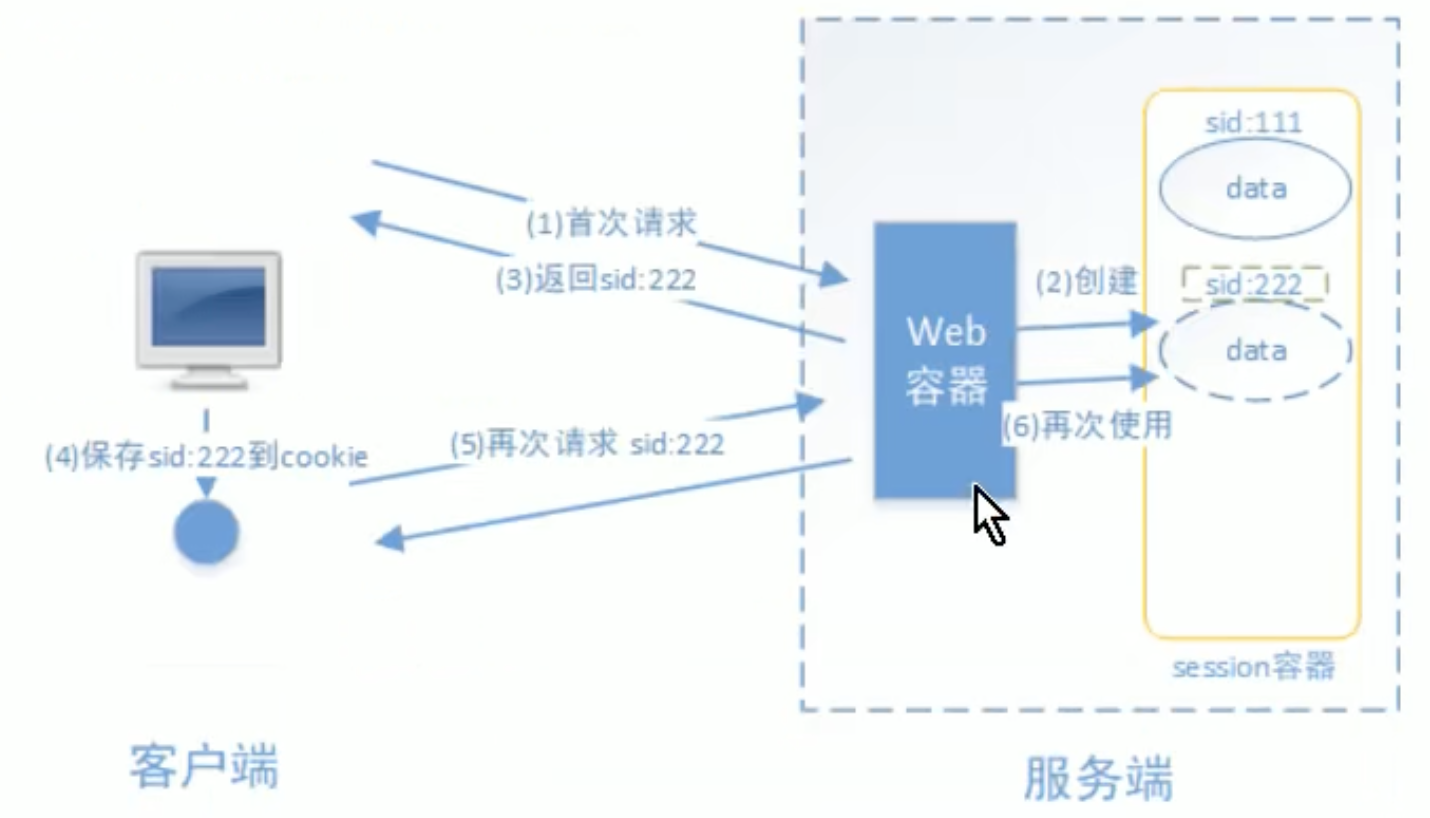 sid:111
data
(1)首次请求
(3)返回sid:222
(2)创建
sid:222
Web
容器
data
(6)再次使用
(4)保存sid:222到cookie
(5)再次请求 sid:222
session容器
客户端
服务端